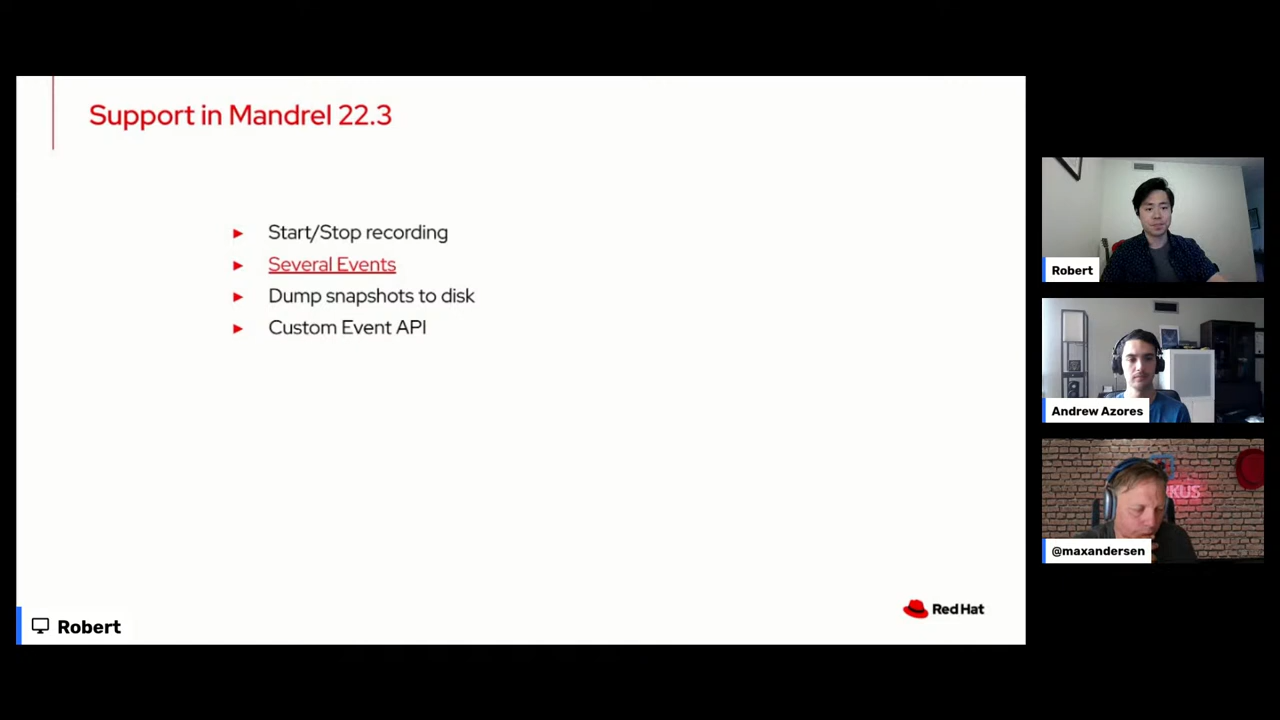 Support in Mandrel 22.3
Start/Stop recording
Several Events
Dump snapshots to disk
Custom Event API
Red Hat
Robert
Robert
Andrew Azores
KUS
@maxandersen